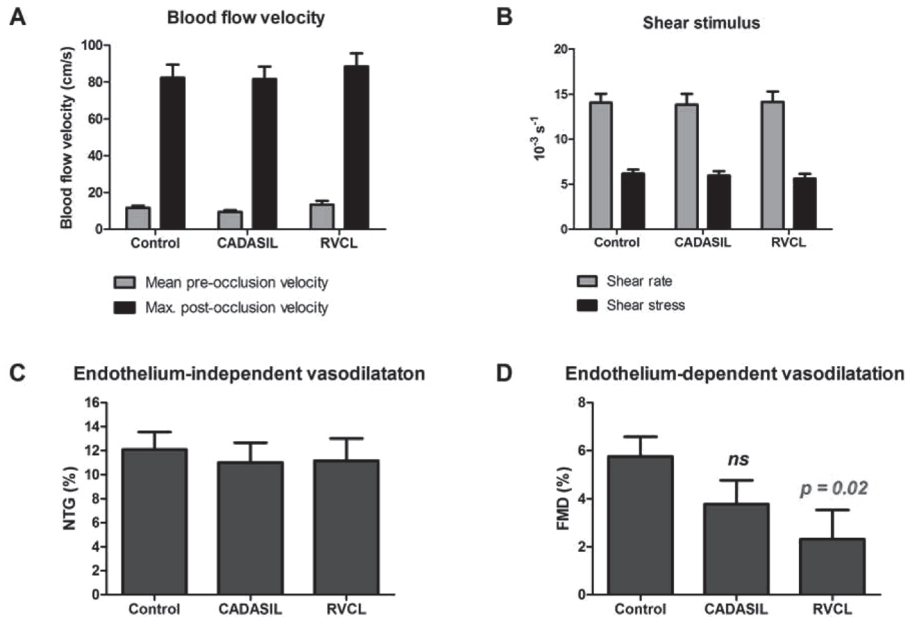 A
Blood flow velocity
Blood flow velocity (cm/s)
100
80
60
40
20
0
Control CADASIL RVCL
Mean pre-occlusion velocity
Max. post-occlusion velocity
B
Shear stimulus
10⁻³ s⁻¹
20
15
10
5
0
Control CADASIL RVCL
Shear rate
Shear stress
C
Endothelium-independent vasodilataton
NTG (%)
16
14
12
10
8
6
4
2
0
Control CADASIL RVCL
D
Endothelium-dependent vasodilatation
FMD (%)
8
6
4
2
0
ns
p = 0.02
Control CADASIL RVCL